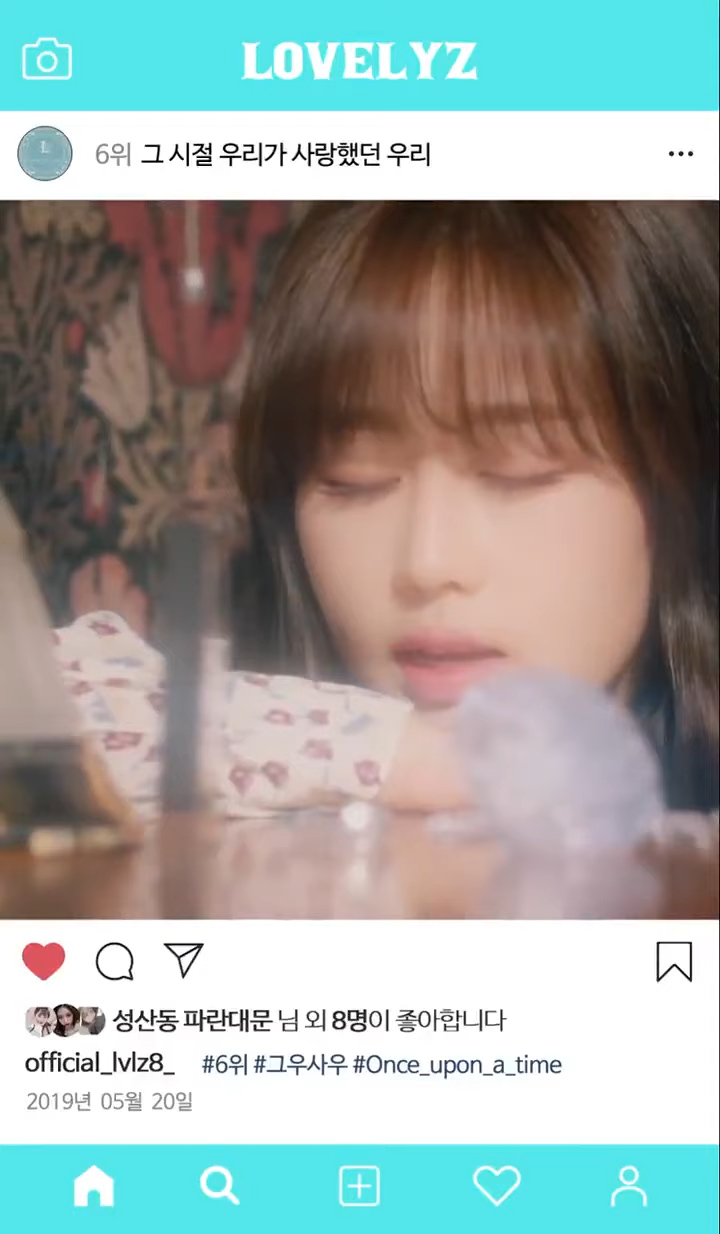 LOVELYZ
6위 그 시절 우리가 사랑했던 우리
성산동 파란대문 님 외 8명이 좋아합니다
official_lvlz8_ #6위 #그우사우 #Once_upon_a_time
2019년 05월 20일